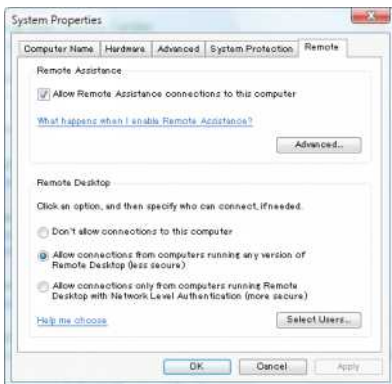 System Properties
Computer Name Hardware Advanced System Protection Remote
Remote Assistance
Allow Remote Assistance connections to this computer
What happens when I enable Remote Assistance?
Advanced...
Remote Desktop
Click an option, and then specify who can connect, if needed.
Don't allow connections to this computer
Allow connections from computers running any version of
Remote Desktop (less secure)
Allow connections only from computers running Remote
Desktop with Network Level Authentication (more secure)
Help me choose
Select Users...
OK Cancel Apply